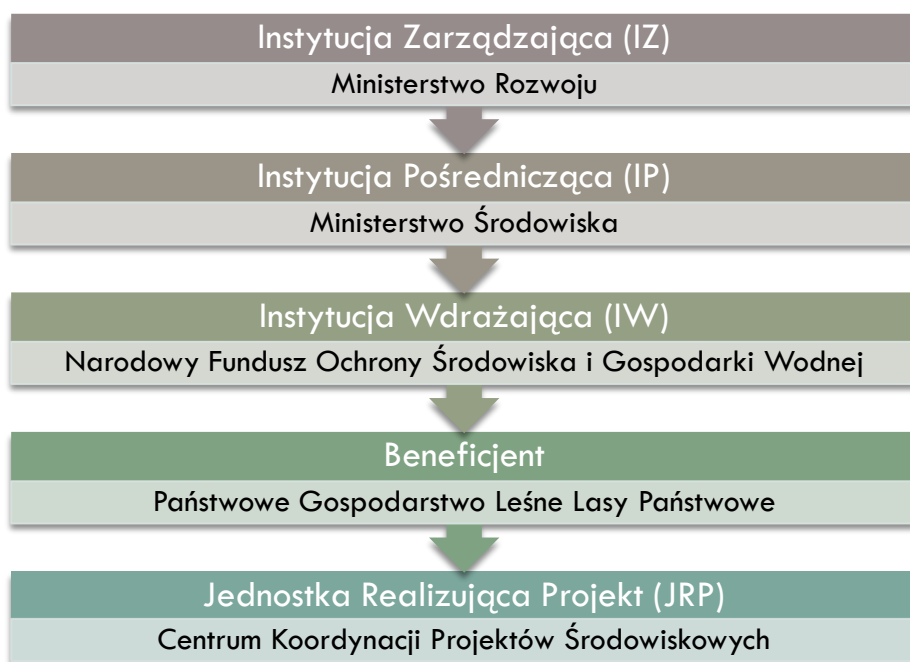 Instytucja Zarządzająca (IZ)
Ministerstwo Rozwoju
Instytucja Pośrednicząca (IP)
Ministerstwo Środowiska
Instytucja Wdrażająca (IW)
Narodowy Fundusz Ochrony Środowiska i Gospodarki Wodnej
Beneficjent
Państwowe Gospodarstwo Leśne Lasy Państwowe
Jednostka Realizująca Projekt (JRP)
Centrum Koordynacji Projektów Środowiskowych